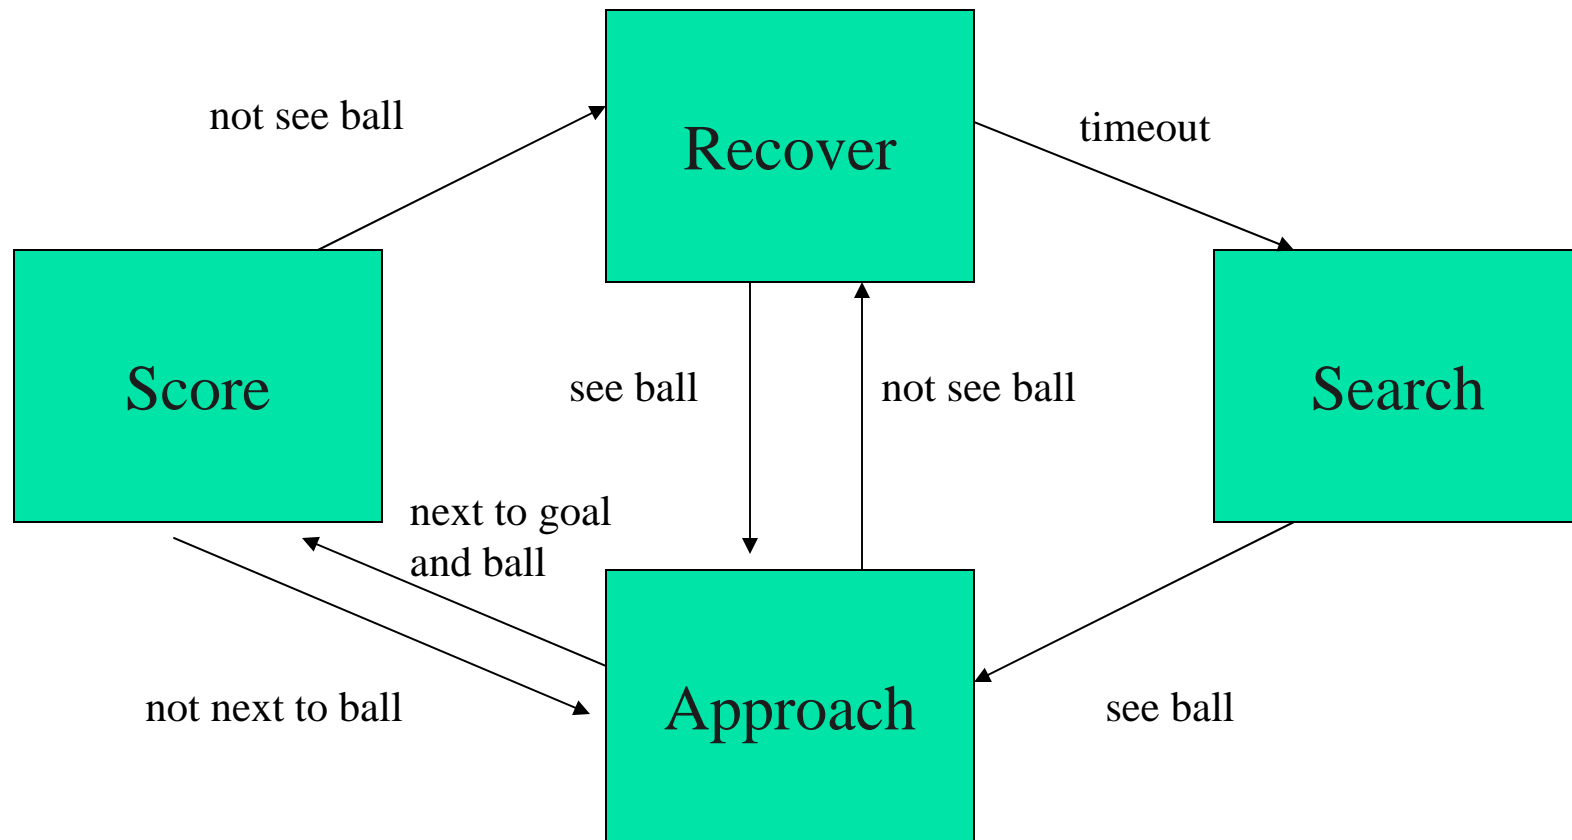 not see ball
Recover
timeout
Score
see ball
not see ball
Search
next to goal
and ball
not next to ball
Approach
see ball